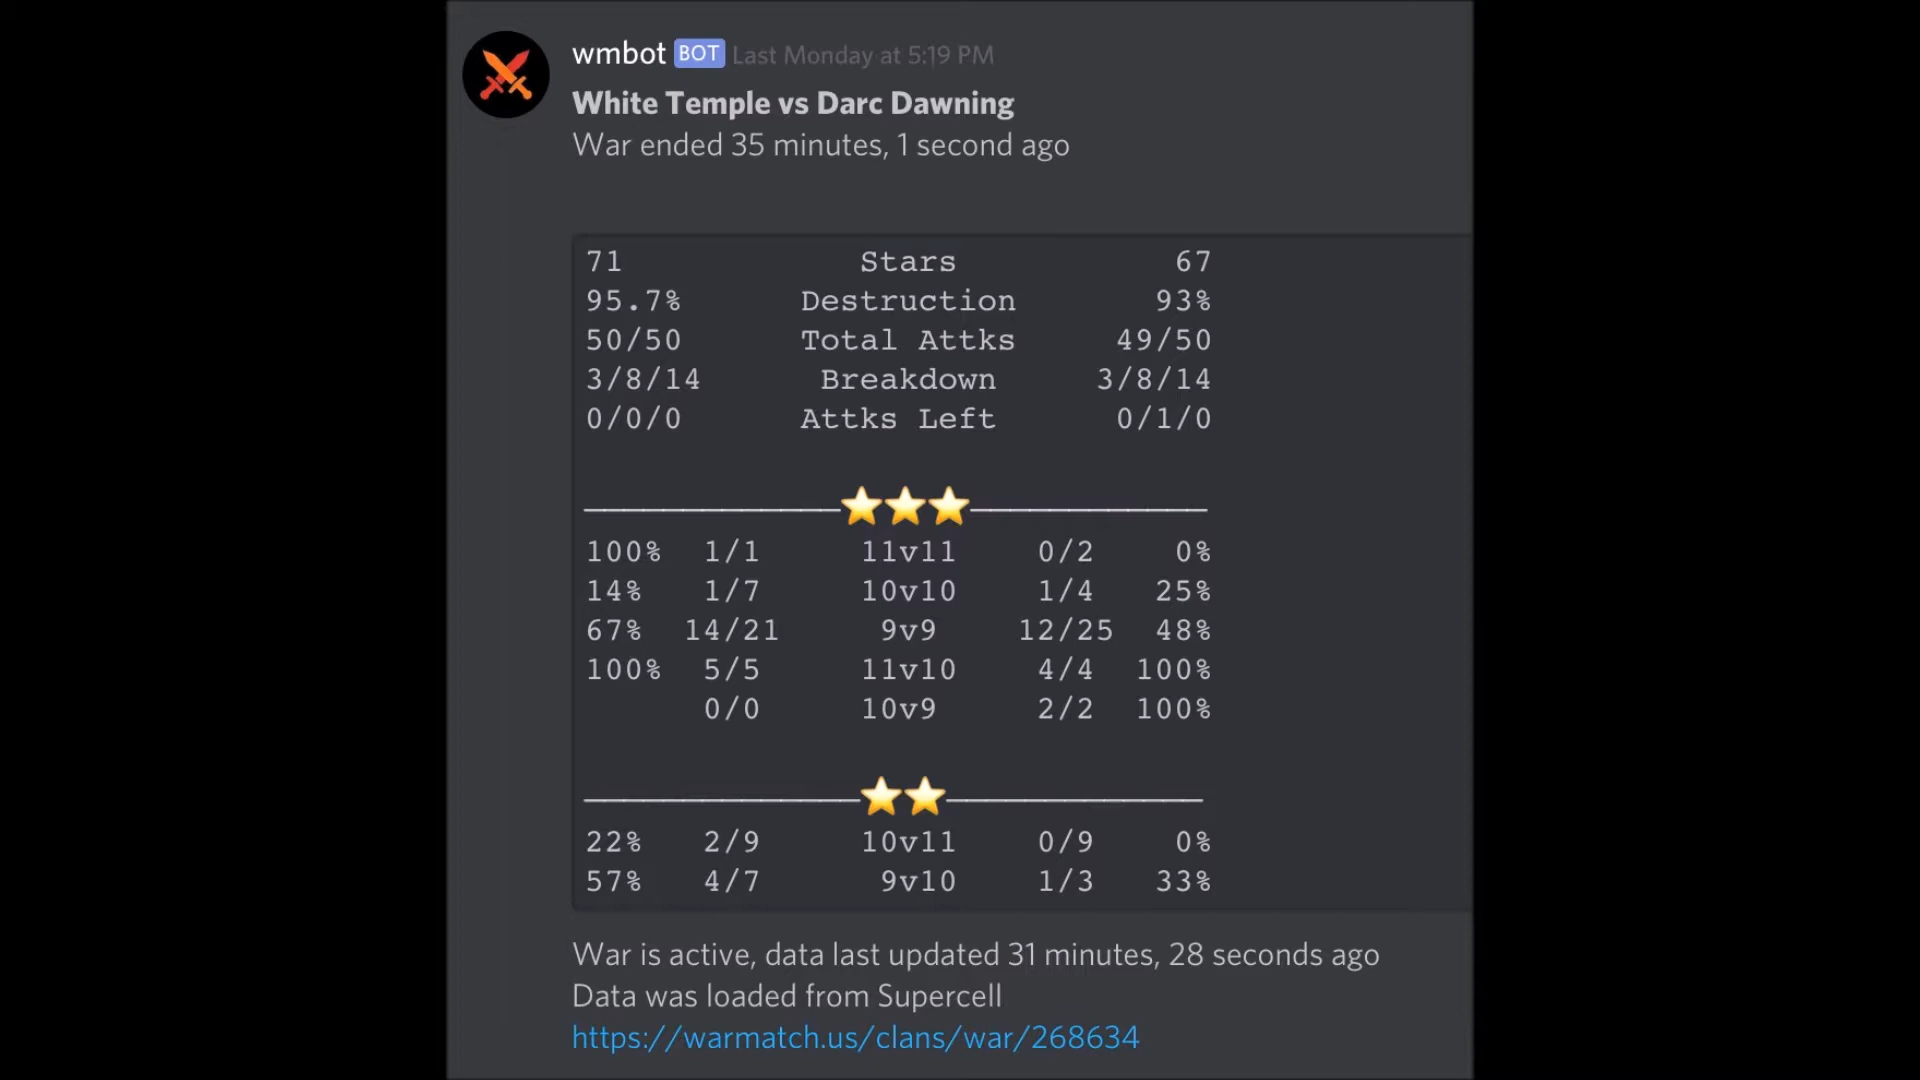 wmbot BOT Last Monday at 5:19 PM
White Temple vs Darc Dawning
War ended 35 minutes, 1 second ago
71 Stars 67
95.7% Destruction 93%
50/50 Total Attks 49/50
3/8/14 Breakdown 3/8/14
0/0/0 Attks Left 0/1/0
100% 1/1 11v11 0/2 0%
14% 1/7 10v10 1/4 25%
67% 14/21 9v9 12/25 48%
100% 5/5 11v10 4/4 100%
0/0 10v9 2/2 100%
22% 2/9 10v11 0/9 0%
57% 4/7 9v10 1/3 33%
War is active, data last updated 31 minutes, 28 seconds ago
Data was loaded from Supercell
https://warmatch.us/clans/war/268634